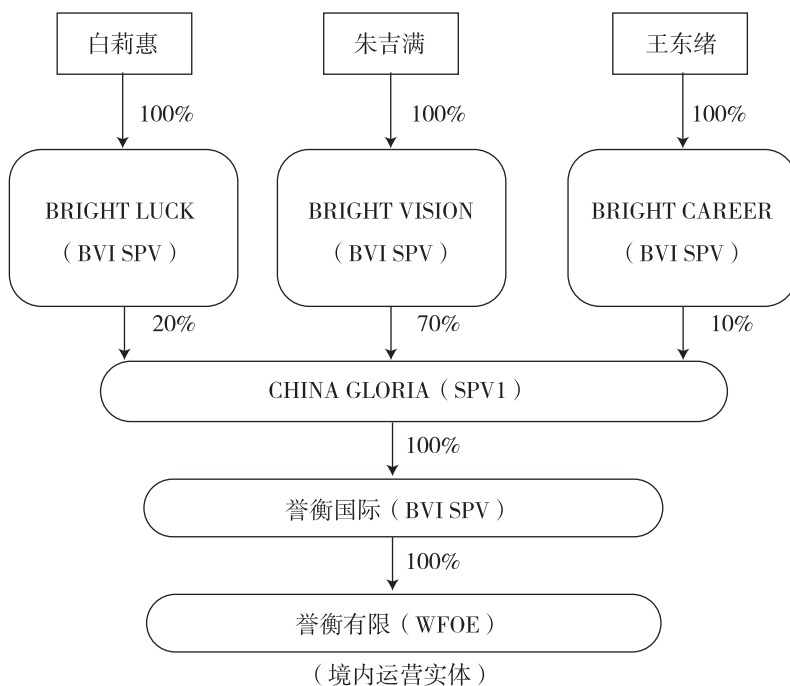 白莉惠
朱吉满
王东绪
100%
100%
100%
BRIGHT LUCK
（BVI SPV）
BRIGHT VISION
（BVI SPV）
BRIGHT CAREER
（BVI SPV）
20%
70%
10%
CHINA GLORIA（SPV1）
100%
誉衡国际（BVI SPV）
100%
誉衡有限（WFOE）
（境内运营实体）